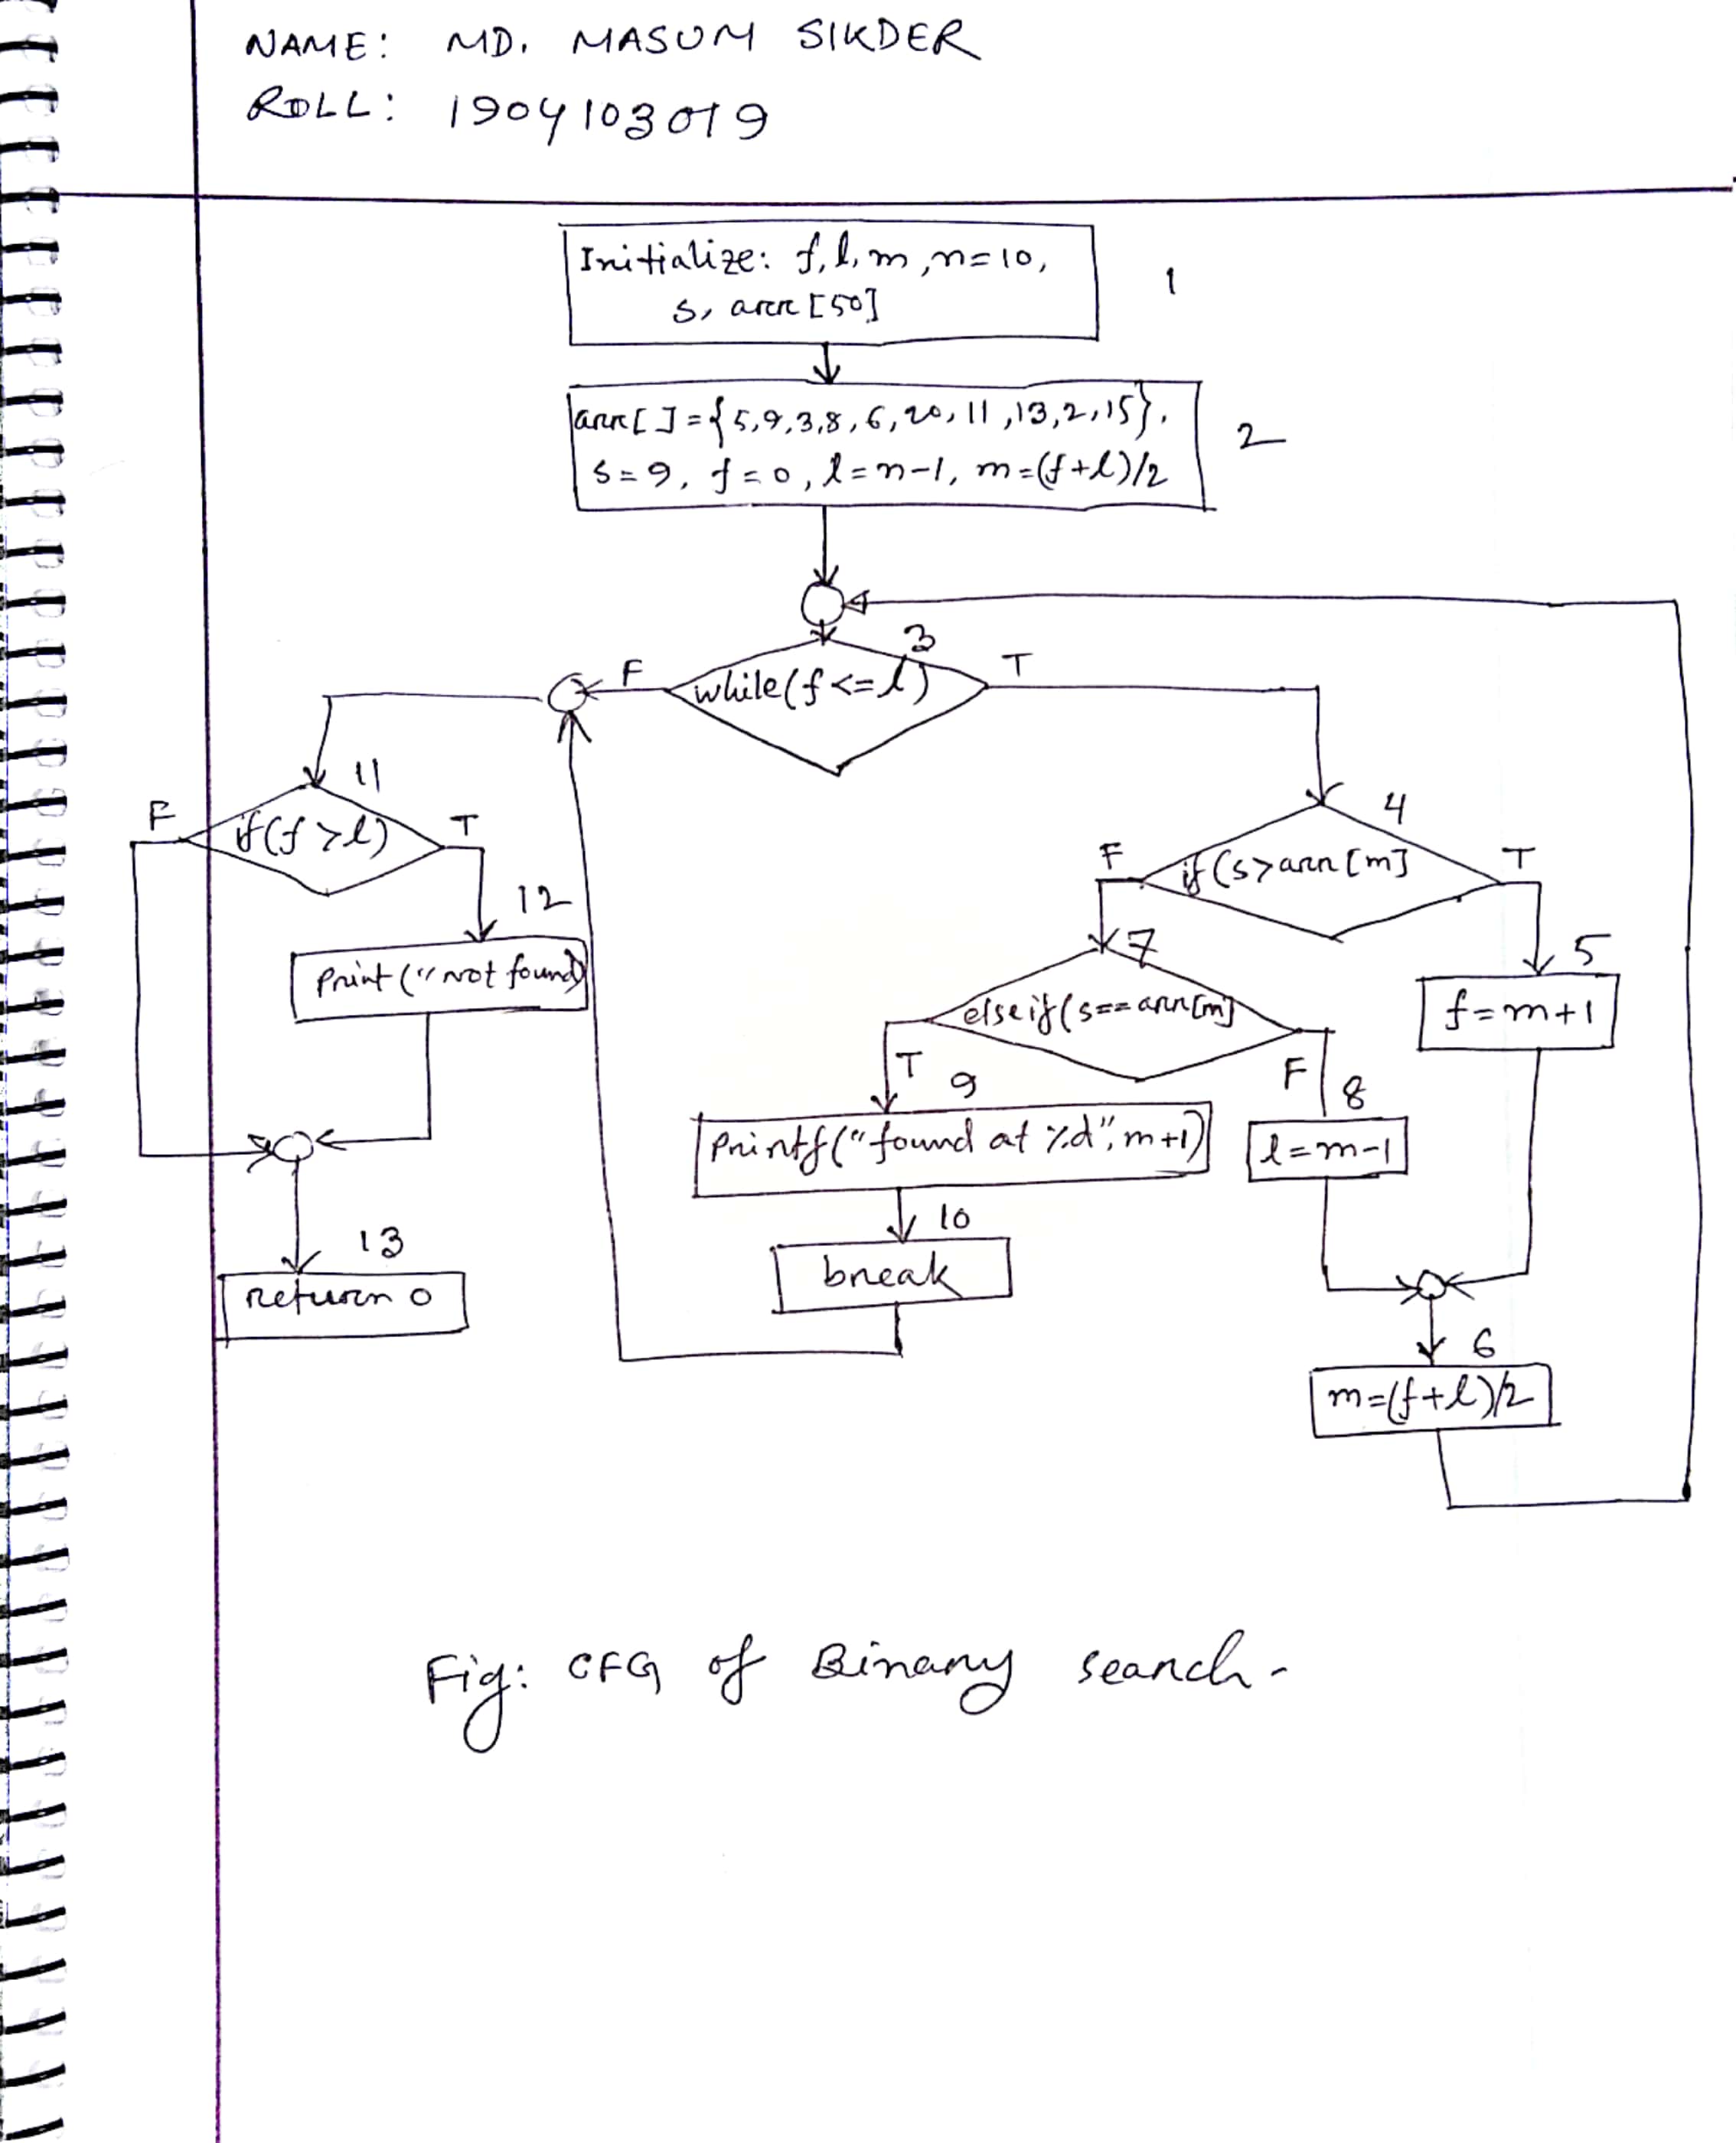 NAME: MD. MASUM SIKDER
ROLL: 1904103019
Initialize: f, l, m, n=10,
s, arr[50]
1
arr[]={5,9,3,8,6,20,11,13,2,15},
s=9, f=0, l=n-1, m=(f+l)/2
2
3
while(f<=l)
F
T
11
if(f>l)
F
T
12
print("not found)
13
return 0
4
if(s>arr[m]
F
T
5
f=m+1
7
else if(s==arr[m]
T
F
9
printf("found at %d", m+1)
8
l=m-1
10
break
6
m=(f+l)/2
Fig: CFG of Binary search.